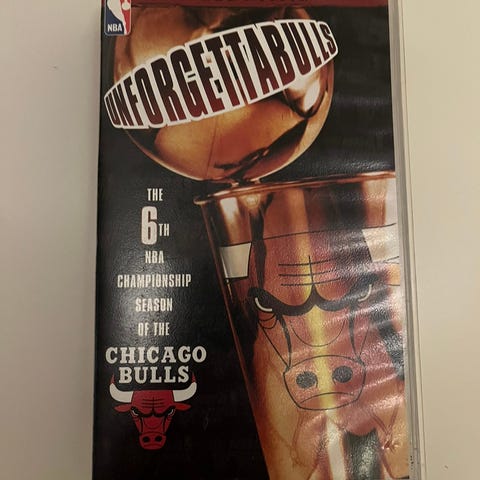 NBA
UNFORGETTABULLS
THE
6TH
NBA
CHAMPIONSHIP
SEASON
OF THE
CHICAGO
BULLS